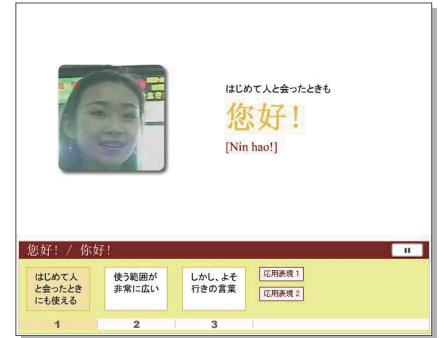 はじめて人と会ったときも
您好！
[Nin hao!]
您好! / 你好!
はじめて人
と会ったとき
にも使える
使う範囲が
非常に広い
しかし、よそ
行きの言葉
応用表現 1
応用表現 2
1
2
3